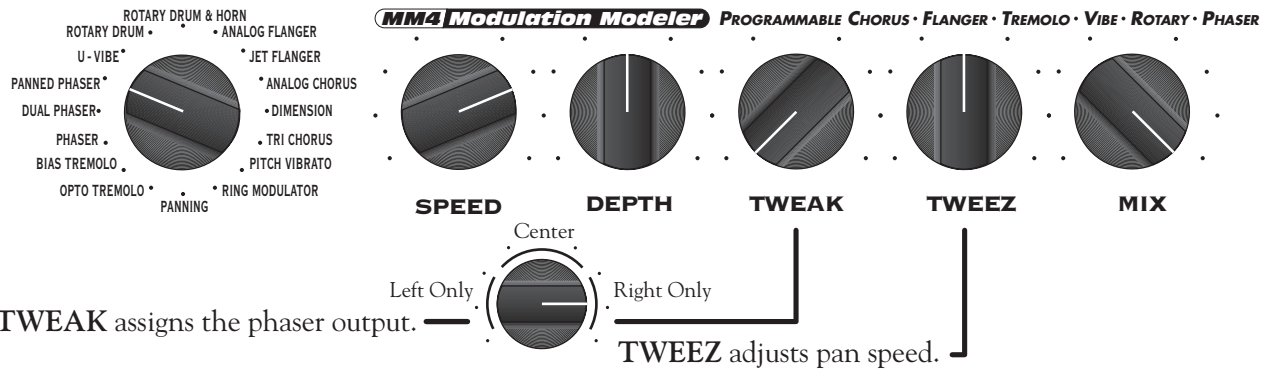 ROTARY DRUM & HORN
ROTARY DRUM
ANALOG FLANGER
U - VIBE
JET FLANGER
PANNED PHASER
ANALOG CHORUS
DUAL PHASER
DIMENSION
PHASER
TRI CHORUS
BIAS TREMOLO
PITCH VIBRATO
OPTO TREMOLO
RING MODULATOR
PANNING
MM4 Modulation Modeler PROGRAMMABLE CHORUS · FLANGER · TREMOLO · VIBE · ROTARY · PHASER
SPEED DEPTH TWEAK TWEEZ MIX
Center
Left Only Right Only
TWEAK assigns the phaser output.
TWEEZ adjusts pan speed.